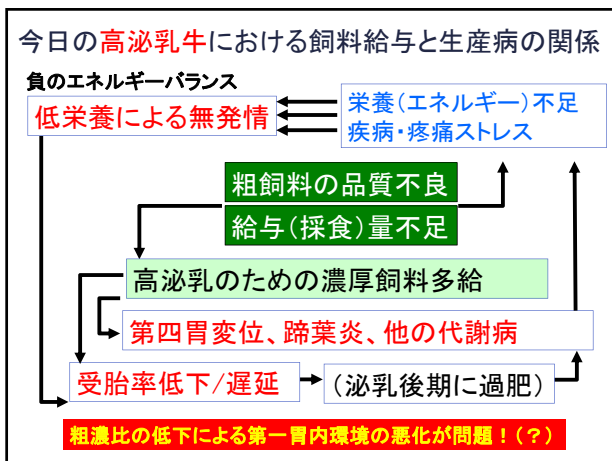 今日の高泌乳牛における飼料給与と生産病の関係
負のエネルギーバランス
低栄養による無発情
栄養(エネルギー)不足
疾病・疼痛ストレス
粗飼料の品質不良
給与(採食)量不足
高泌乳のための濃厚飼料多給
第四胃変位、蹄葉炎、他の代謝病
受胎率低下/遅延
(泌乳後期に過肥)
粗濃比の低下による第一胃内環境の悪化が問題!(?)